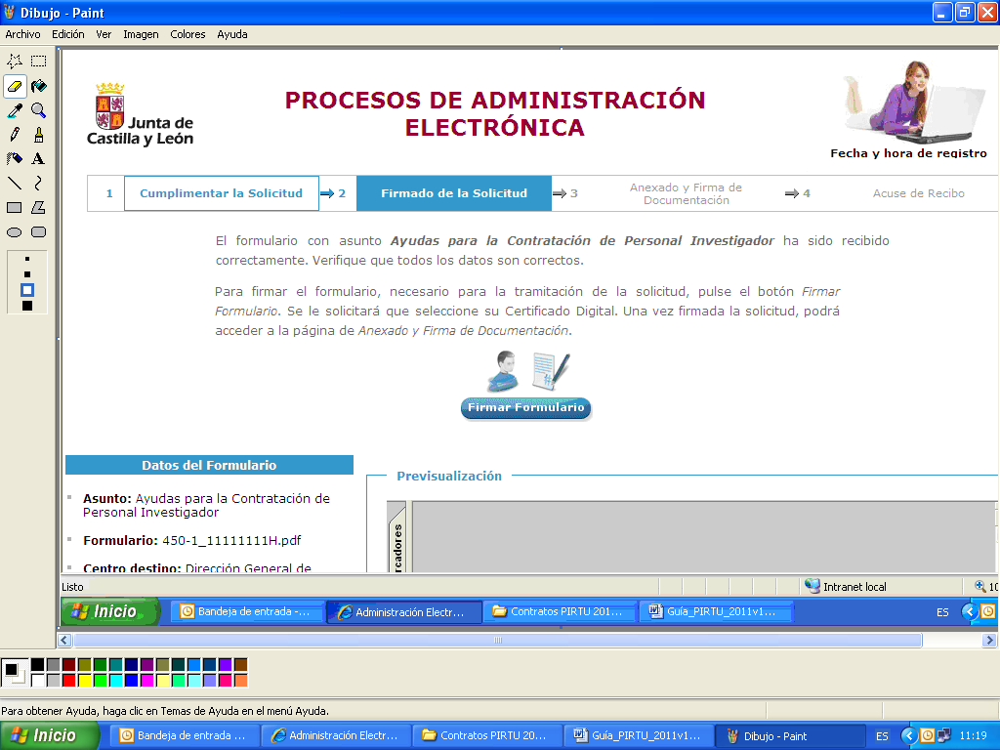 Dibujo - Paint
Archivo Edición Ver Imagen Colores Ayuda
Junta de
Castilla y León
PROCESOS DE ADMINISTRACIÓN
ELECTRÓNICA
Fecha y hora de registro
1 Cumplimentar la Solicitud 2 Firmado de la Solicitud 3 Anexado y Firma de
Documentación 4 Acuse de Recibo
El formulario con asunto Ayudas para la Contratación de Personal Investigador ha sido recibido
correctamente. Verifique que todos los datos son correctos.
Para firmar el formulario, necesario para la tramitación de la solicitud, pulse el botón Firmar
Formulario. Se le solicitará que seleccione su Certificado Digital. Una vez firmada la solicitud, podrá
acceder a la página de Anexado y Firma de Documentación.
Firmar Formulario
Datos del Formulario
Asunto: Ayudas para la Contratación de
Personal Investigador
Formulario: 450-1_11111111H.pdf
Centro destino: Dirección General de
Previsualización
rcadores
Listo
Intranet local
10
Inicio
Bandeja de entrada -...
Administración Electr...
Contratos PIRTU 201...
Guía_PIRTU_2011v1...
ES
Para obtener Ayuda, haga clic en Temas de Ayuda en el menú Ayuda.
Inicio
Bandeja de entrada ...
Administración Electr...
Contratos PIRTU 20...
Guía_PIRTU_2011v1...
Dibujo - Paint
ES
11:19